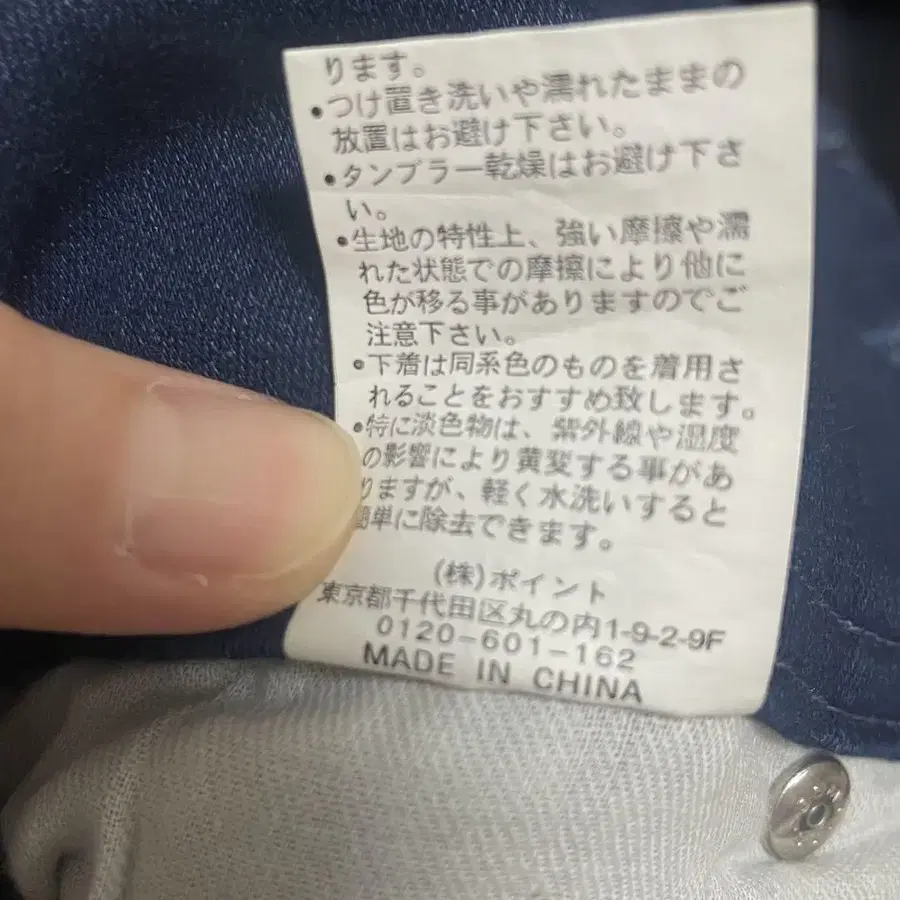 ります。
•つけ置き洗いや濡れたままの
放置はお避け下さい。
•タンブラー乾燥はお避け下さ
い。
•生地の特性上、強い摩擦や濡
れた状態での摩擦により他に
色が移る事がありますのでご
注意下さい。
•下着は同系色のものを着用さ
れることをおすすめ致します。
•特に淡色物は、紫外線や湿度
の影響により黄変する事があ
りますが、軽く水洗いすると
簡単に除去できます。
(株)ポイント
東京都千代田区丸の内1-9-2-9F
0120-601-162
MADE IN CHINA